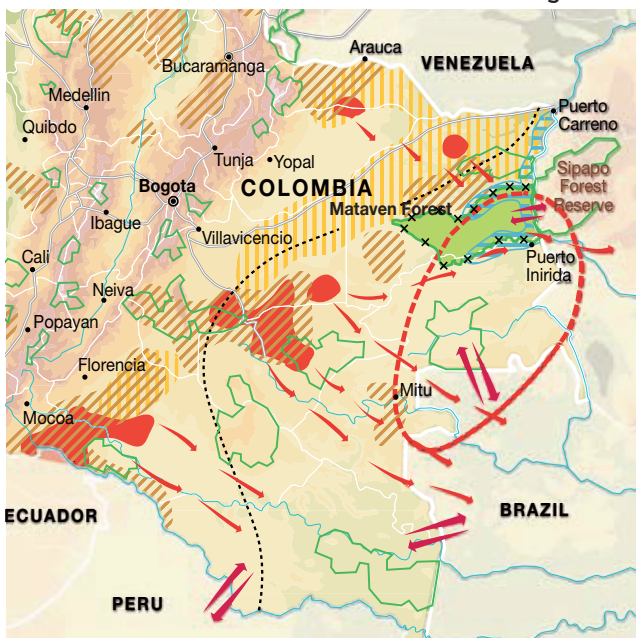 Arauca
VENEZUELA
Bucaramanga
Medellin
Puerto
Carreno
Quibdo
Tunja
Yopal
Sipapo
Forest
Reserve
Bogota
COLOMBIA
Mataven Forest
Ibague
Villavicencio
Cali
Puerto
Inirida
Neiva
Popayan
Florencia
Mitu
Mocoa
ECUADOR
BRAZIL
PERU